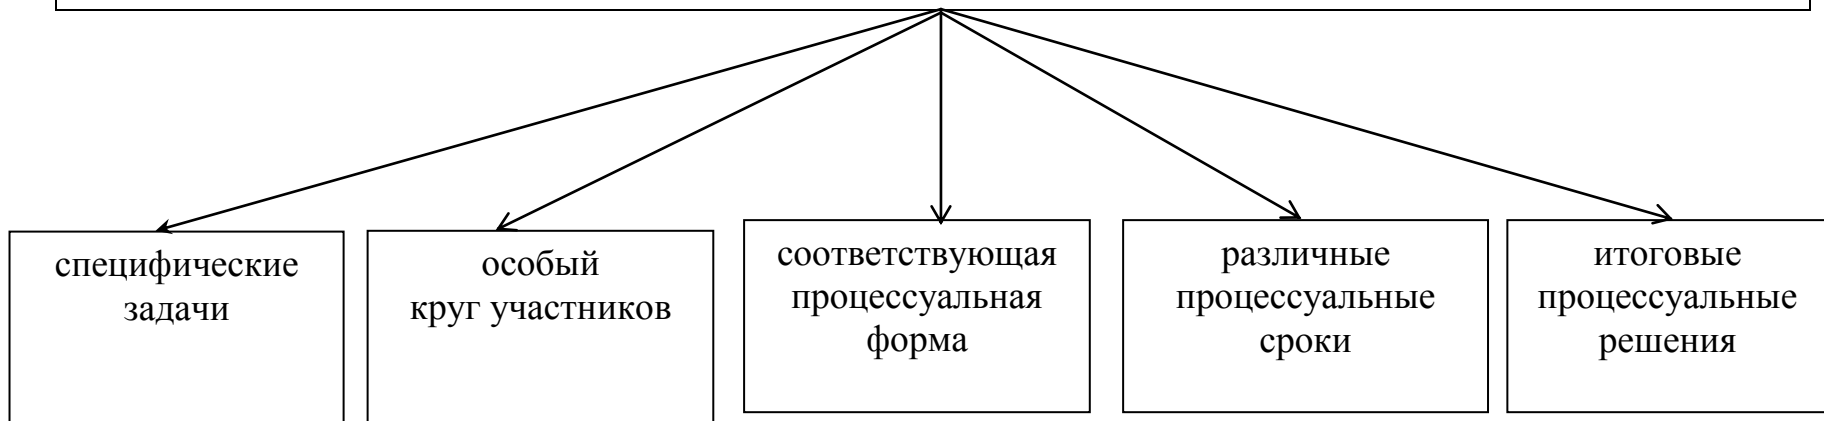 специфические
задачи
особый
круг участников
соответствующая
процессуальная
форма
различные
процессуальные
сроки
итоговые
процессуальные
решения